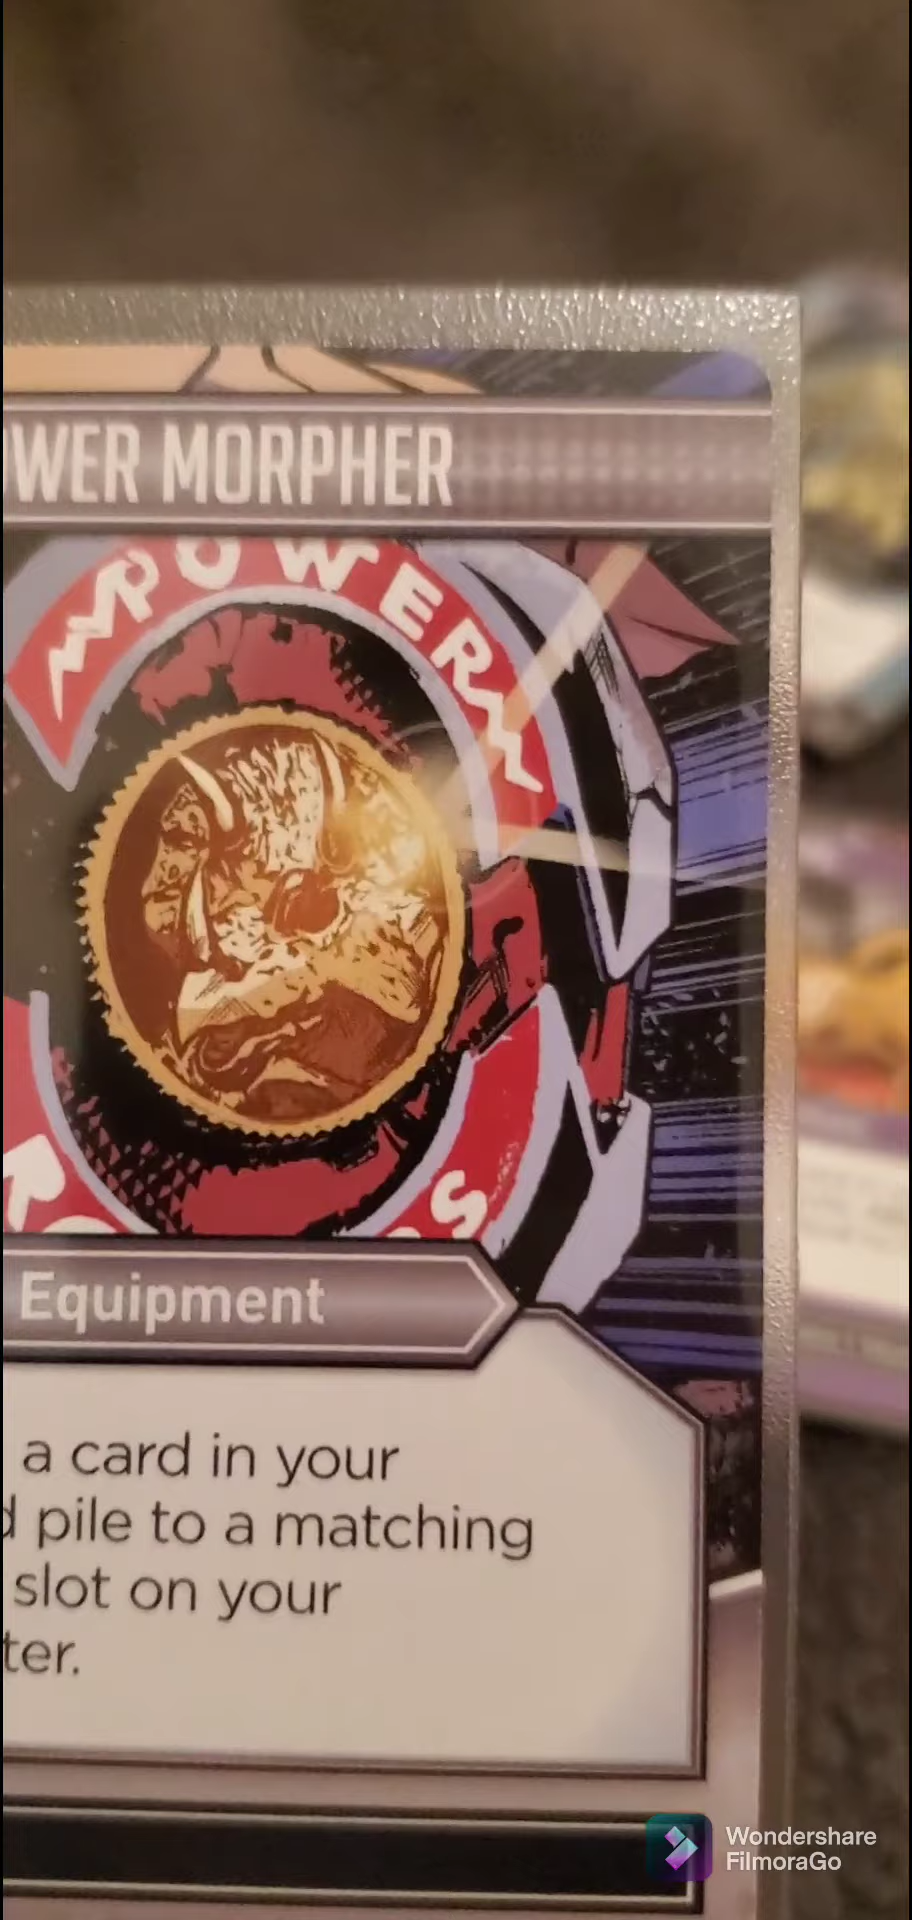 WER MORPHER
POWER
R
S
Equipment
a card in your
d pile to a matching
slot on your
ter.
Wondershare
FilmoraGo